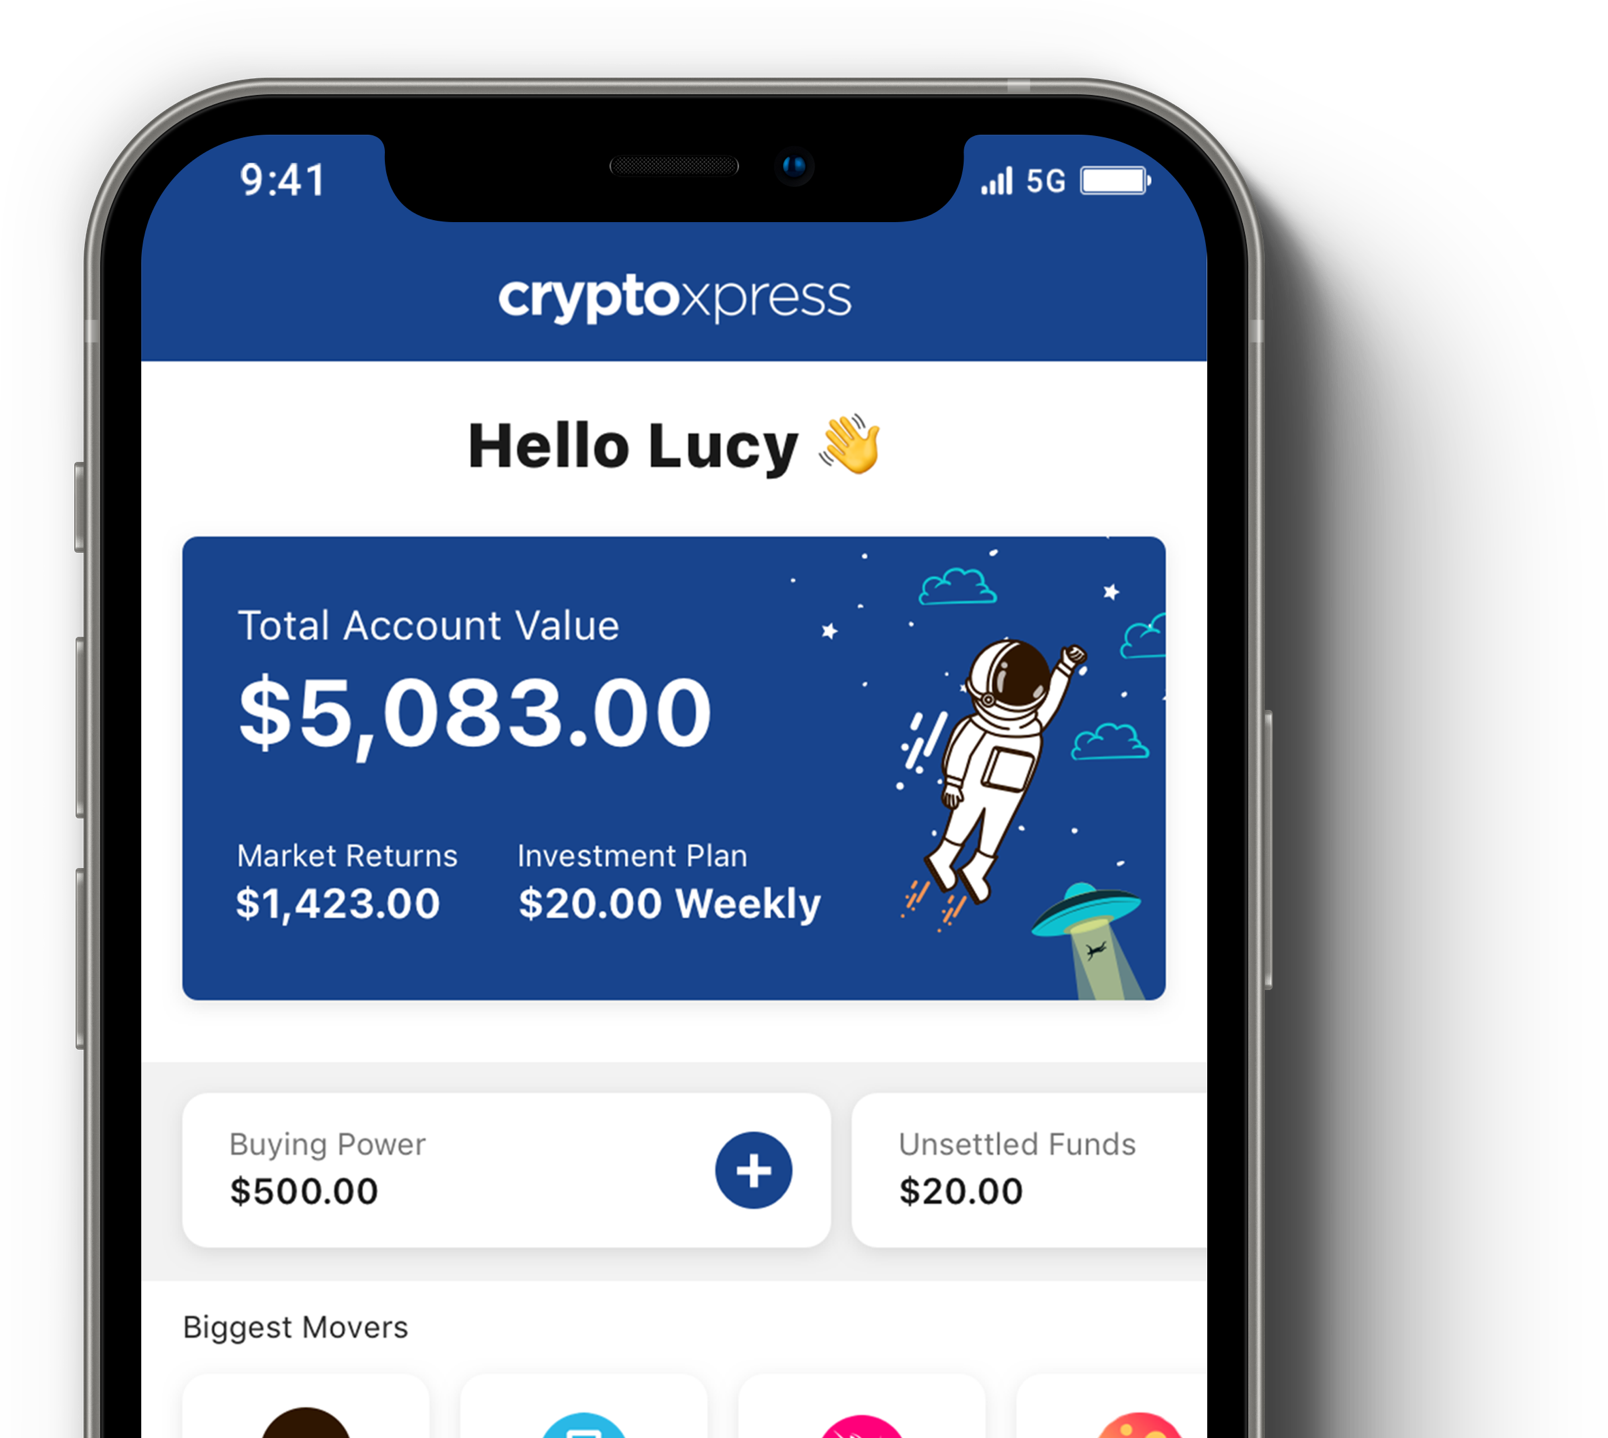 9:41
5G
cryptoxpress
Hello Lucy 👋
Total Account Value
$5,083.00
Market Returns
Investment Plan
$1,423.00
$20.00 Weekly
Buying Power
$500.00
Unsettled Funds
$20.00
Biggest Movers